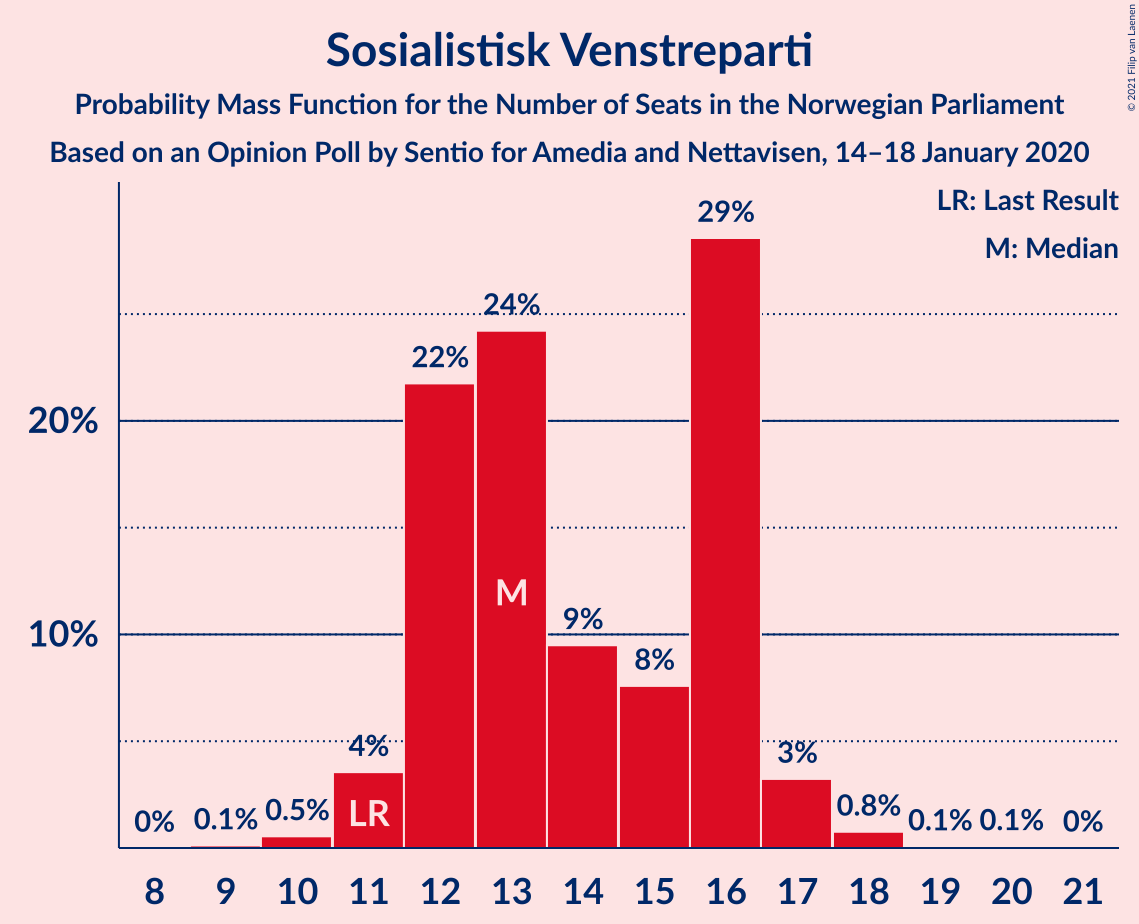 Sosialistisk Venstreparti
Probability Mass Function for the Number of Seats in the Norwegian Parliament
Based on an Opinion Poll by Sentio for Amedia and Nettavisen, 14–18 January 2020
© 2021 Filip van Laenen
LR: Last Result
M: Median
29%
24%
22%
20%
M
10%
9%
8%
4%
3%
LR
0%
0.1%
0.5%
0.8%
0.1%
0.1%
0%
8 9 10 11 12 13 14 15 16 17 18 19 20 21